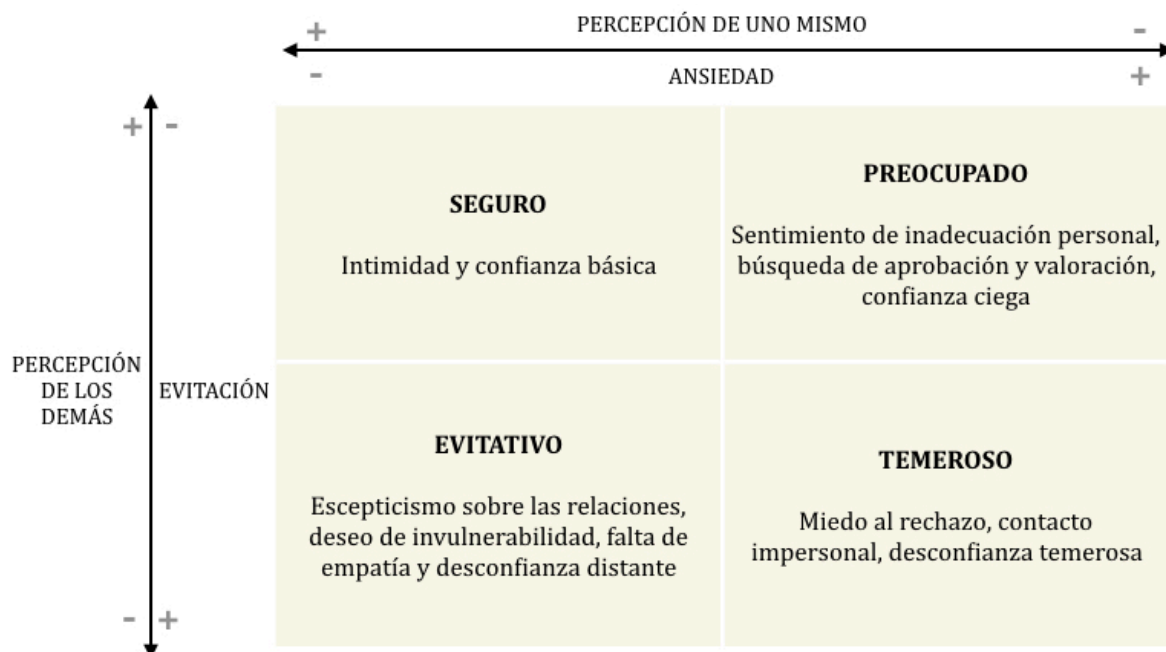 PERCEPCIÓN DE UNO MISMO
+ -
- +
ANSIEDAD
+ -
PERCEPCIÓN
DE LOS
DEMÁS
EVITACIÓN
- +
SEGURO
Intimidad y confianza básica
PREOCUPADO
Sentimiento de inadecuación personal,
búsqueda de aprobación y valoración,
confianza ciega
EVITATIVO
Escepticismo sobre las relaciones,
deseo de invulnerabilidad, falta de
empatía y desconfianza distante
TEMEROSO
Miedo al rechazo, contacto
impersonal, desconfianza temerosa